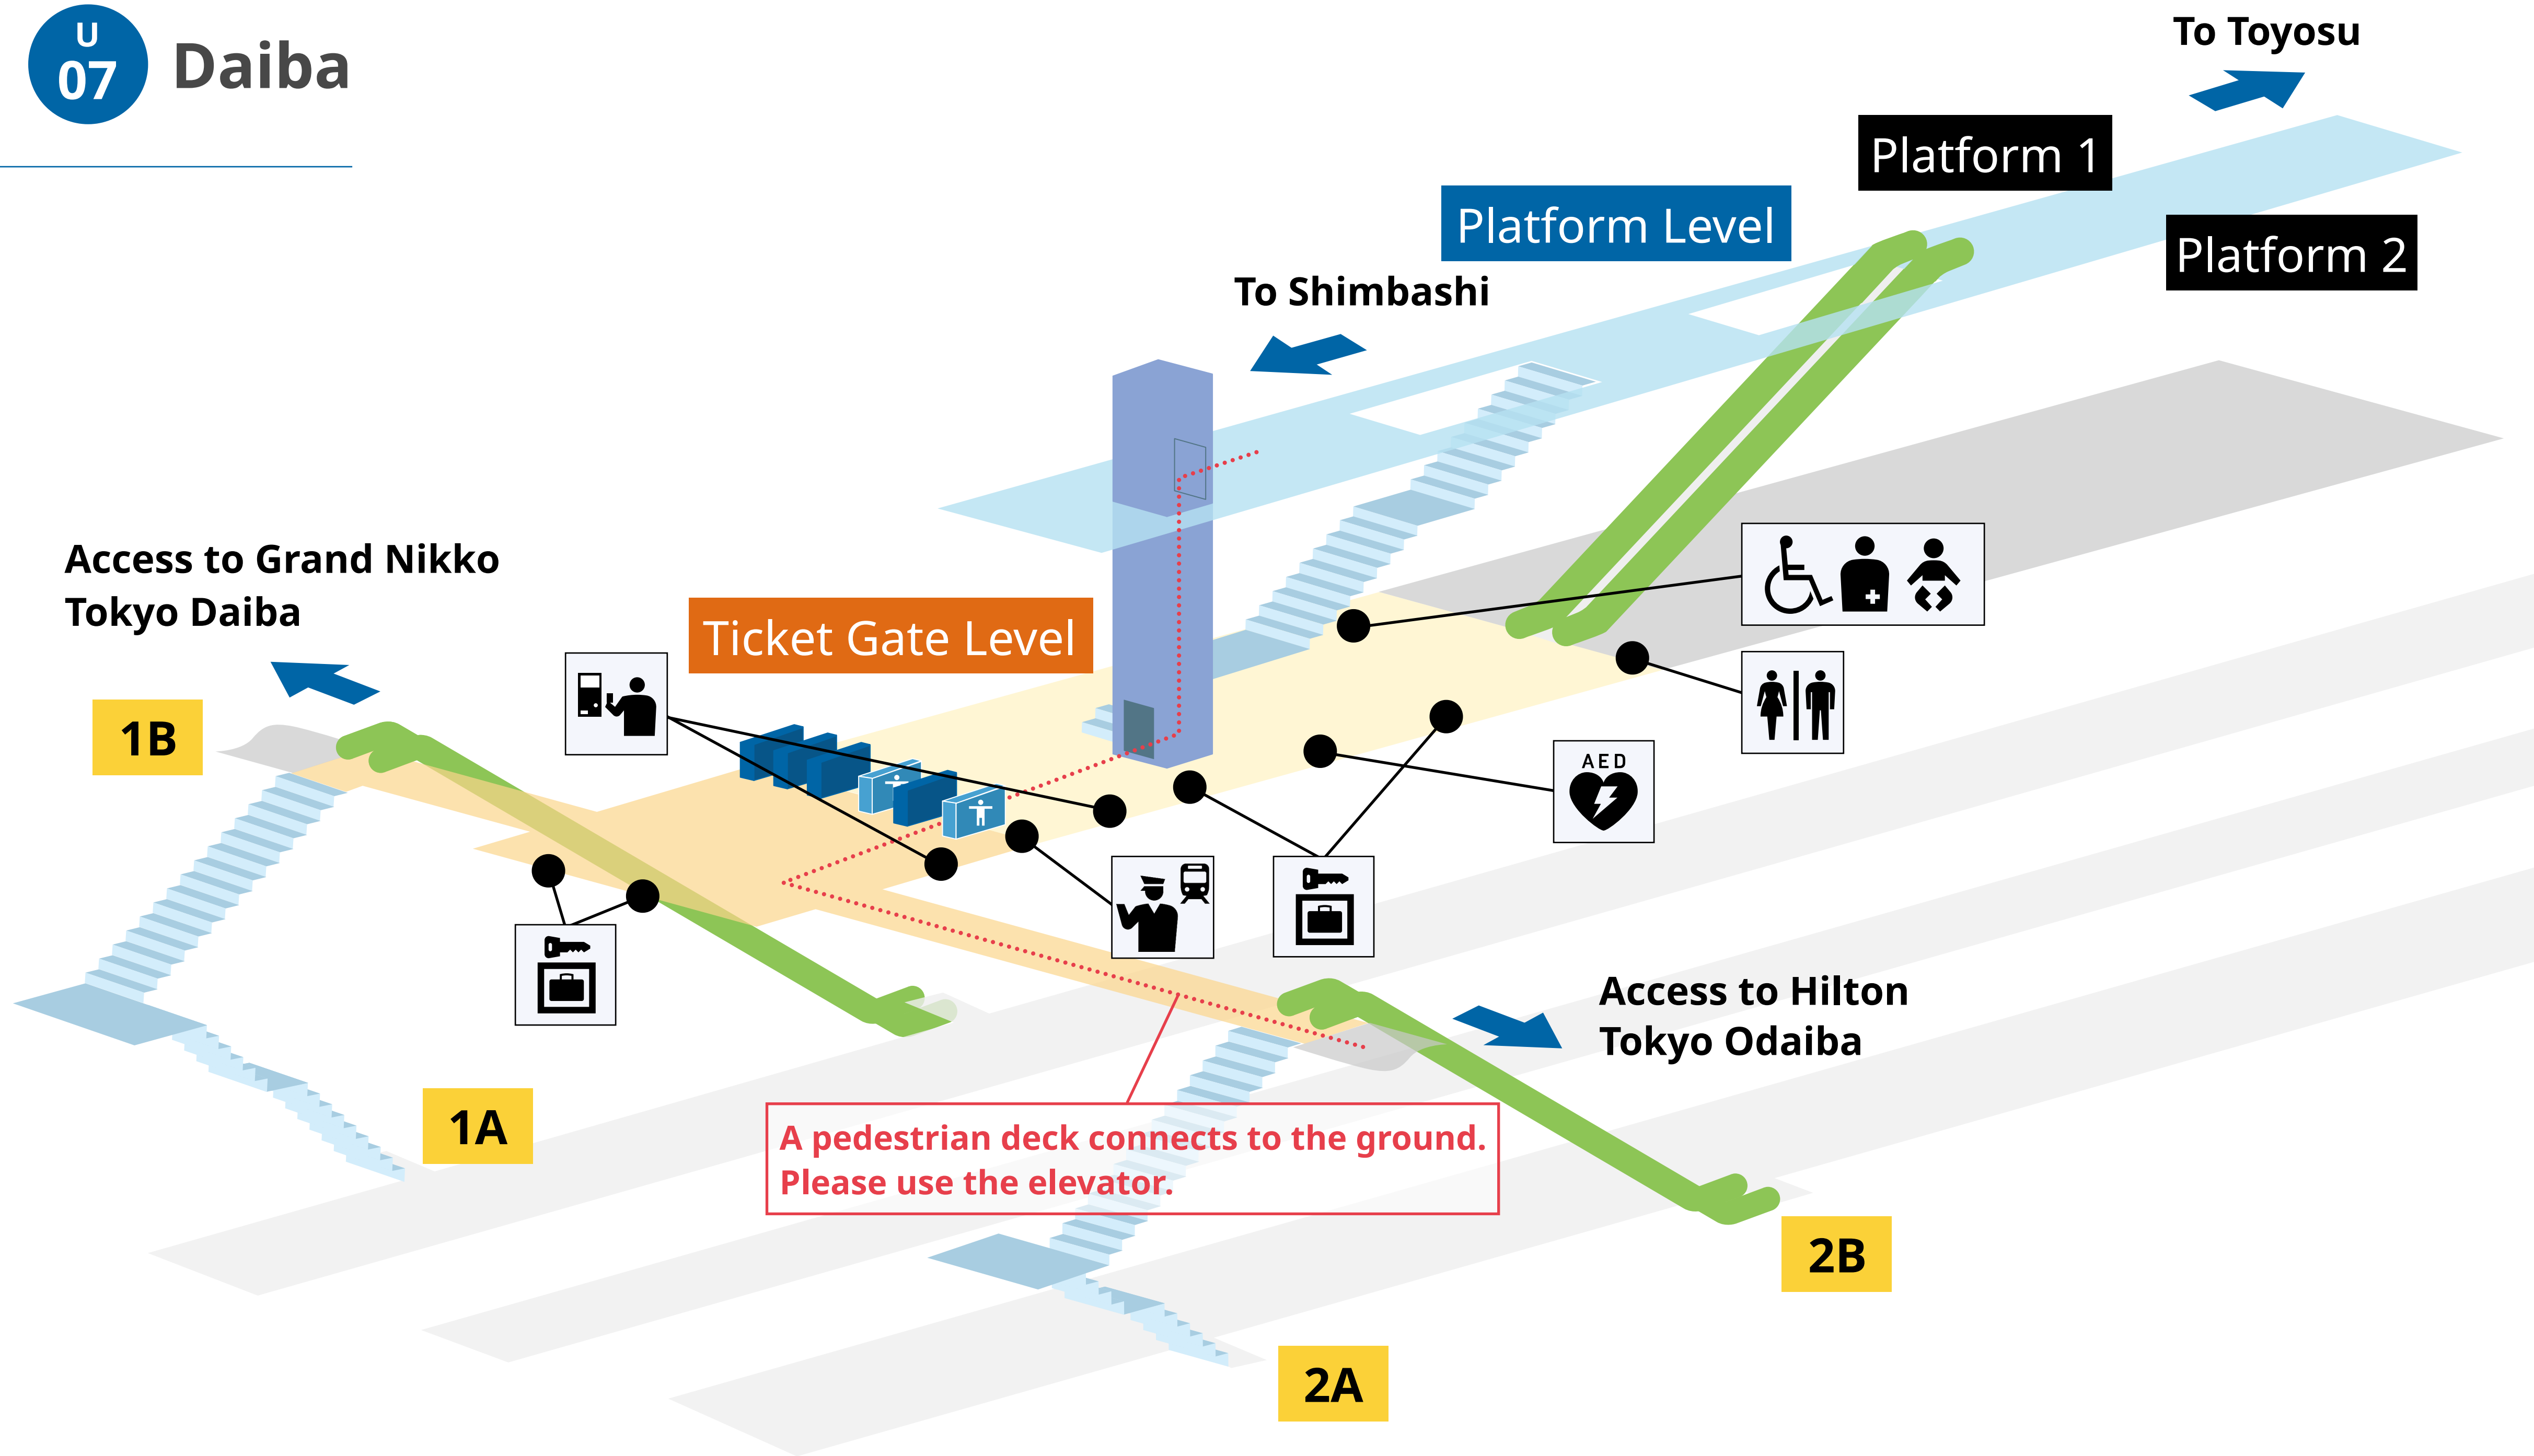 U
07
Daiba
To Toyosu
Platform 1
Platform Level
Platform 2
To Shimbashi
Access to Grand Nikko
Tokyo Daiba
Ticket Gate Level
1B
AED
Access to Hilton
Tokyo Odaiba
1A
A pedestrian deck connects to the ground.
Please use the elevator.
2B
2A